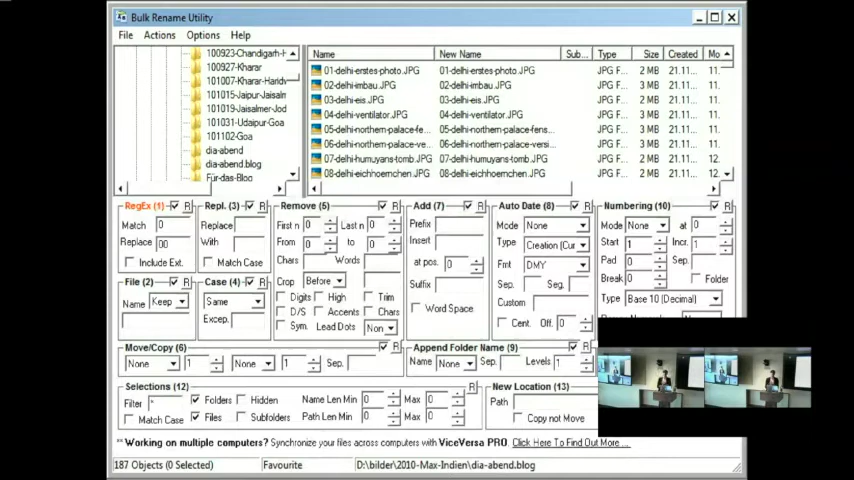 Bulk Rename Utility
File Actions Options Help
Name New Name Sub... Type Size Created Mo
100923-Chandigarh-H
100927-Kharar
101007-Kharar-Haridv
101015-Jaipur-Jaisalm
101019-Jaisalmer-Jod
101031-Udaipur-Goa
101102-Goa
dia-abend
dia-abend.blog
Für-das-Blog
01-delhi-erstes-photo.JPG 01-delhi-erstes-photo.JPG JPG F... 2 MB 21.11... 11.
02-delhi-imbau.JPG 02-delhi-imbau.JPG JPG F... 2 MB 21.11... 11.
03-delhi-eis.JPG 03-delhi-eis.JPG JPG F... 2 MB 21.11... 11.
04-delhi-ventilator.JPG 04-delhi-ventilator.JPG JPG F... 3 MB 21.11... 11.
05-delhi-northern-palace-fe... 05-delhi-northern-palace-fens... JPG F... 2 MB 21.11... 11.
06-delhi-northern-palace-ve... 06-delhi-northern-palace-versi... JPG F... 3 MB 21.11... 11.
07-delhi-humuyans-tomb.JPG 07-delhi-humuyans-tomb.JPG JPG F... 3 MB 21.11... 12.
08-delhi-eichhoernchen.JPG 08-delhi-eichhoernchen.JPG JPG F... 2 MB 21.11... 12.
RegEx (1) R Repl. (3) R Remove (5) R Add (7) R Auto Date (8) R Numbering (10) R
Match 0
Replace 00
Include Ext.
Replace
With
Match Case
First n 0 Last n 0
From 0 to 0
Chars Words
Crop Before
Digits High Trim
D/S Accents Chars
Sym. Lead Dots Non
Prefix
Insert
at pos. 0
Suffix
Word Space
Mode None
Type Creation (Cur
Fmt DMY
Sep. Seg.
Custom
Cent. Off. 0
Mode None at 0
Start 1 Incr. 1
Pad 0 Sep.
Break 0 Folder
Type Base 10 (Decimal)
File (2) R Case (4) R
Name Keep
Same
Excep.
Move/Copy (6) R Append Folder Name (9) R
None 1 None 1 Sep.
Name None Sep. Levels 1
Selections (12) R New Location (13)
Filter * Folders Hidden Name Len Min 0 Max 0
Match Case Files Subfolders Path Len Min 0 Max 0
Path
Copy not Move
** Working on multiple computers? Synchronize your files across computers with ViceVersa PRO. Click Here To Find Out More ...
187 Objects (0 Selected) Favourite D:\bilder\2010-Max-Indien\dia-abend.blog